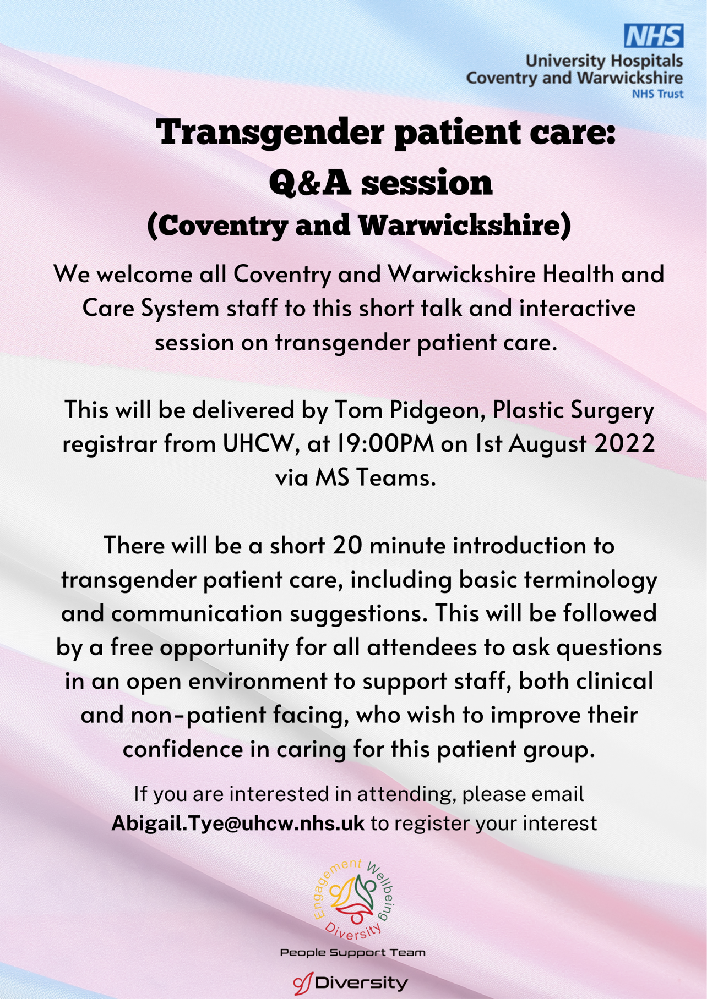 NHS
University Hospitals
Coventry and Warwickshire
NHS Trust
Transgender patient care:
Q&A session
(Coventry and Warwickshire)
We welcome all Coventry and Warwickshire Health and
Care System staff to this short talk and interactive
session on transgender patient care.
This will be delivered by Tom Pidgeon, Plastic Surgery
registrar from UHCW, at 19:00PM on 1st August 2022
via MS Teams.
There will be a short 20 minute introduction to
transgender patient care, including basic terminology
and communication suggestions. This will be followed
by a free opportunity for all attendees to ask questions
in an open environment to support staff, both clinical
and non-patient facing, who wish to improve their
confidence in caring for this patient group.
If you are interested in attending, please email
Abigail.Tye@uhcw.nhs.uk to register your interest
Engagement Wellbeing
Diversity
People Support Team
Diversity